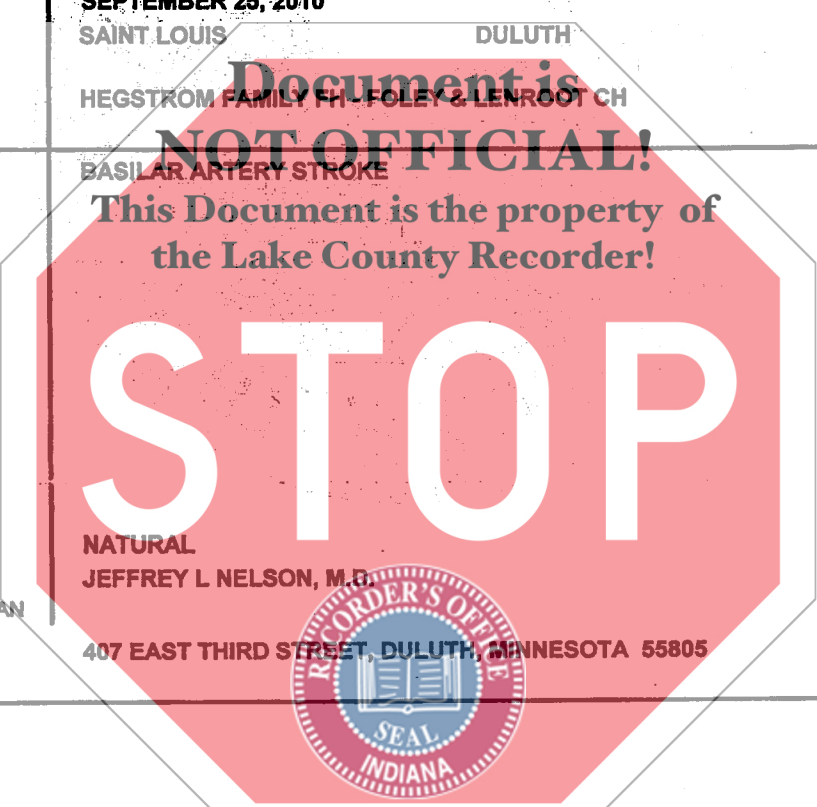 SEPTEMBER 25, 2010
SAINT LOUIS DULUTH
Document is
HEGSTROM FAMILY FH - FOLEY & LENROOT CH
NOT OFFICIAL!
BASILAR ARTERY STROKE
This Document is the property of
the Lake County Recorder!
STOP
NATURAL
JEFFREY L NELSON, M.D.
AN
407 EAST THIRD STREET, DULUTH, MINNESOTA 55805
RECORDER'S OFFICE
SEAL
INDIANA